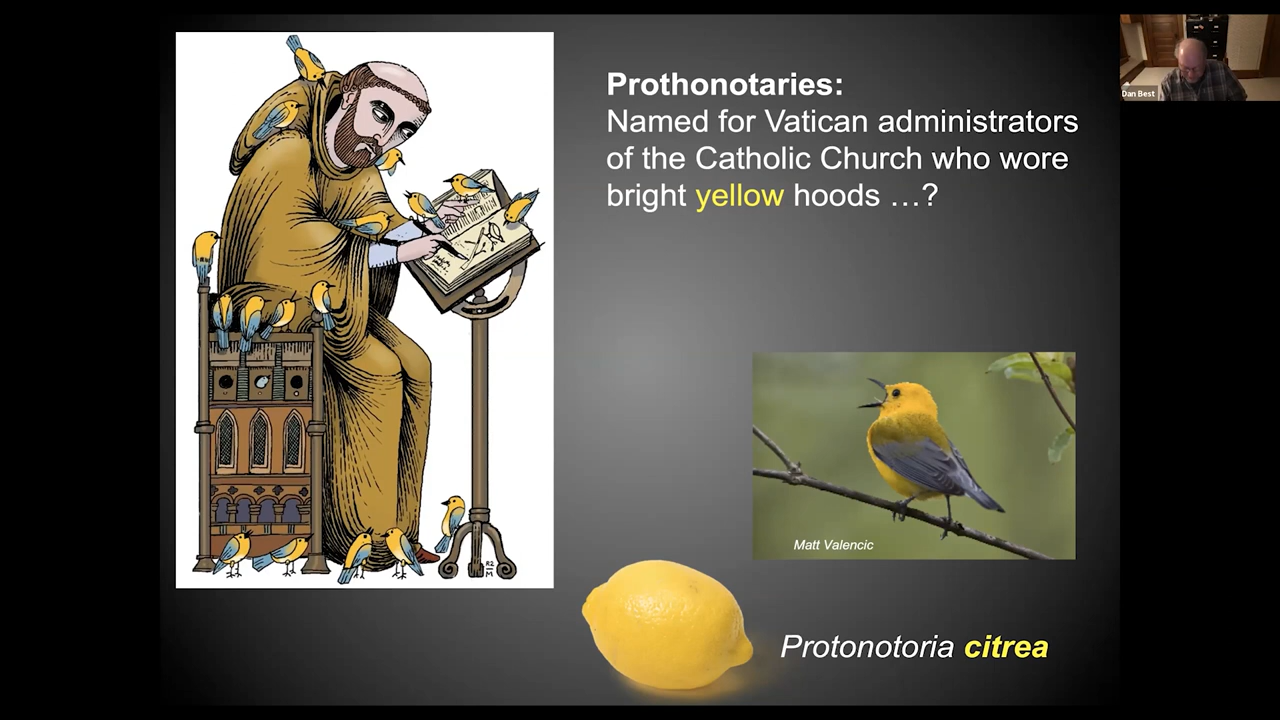 Prothonotaries:
Named for Vatican administrators
of the Catholic Church who wore
bright yellow hoods …?
Matt Valencic
Protonotoria citrea
Dan Best